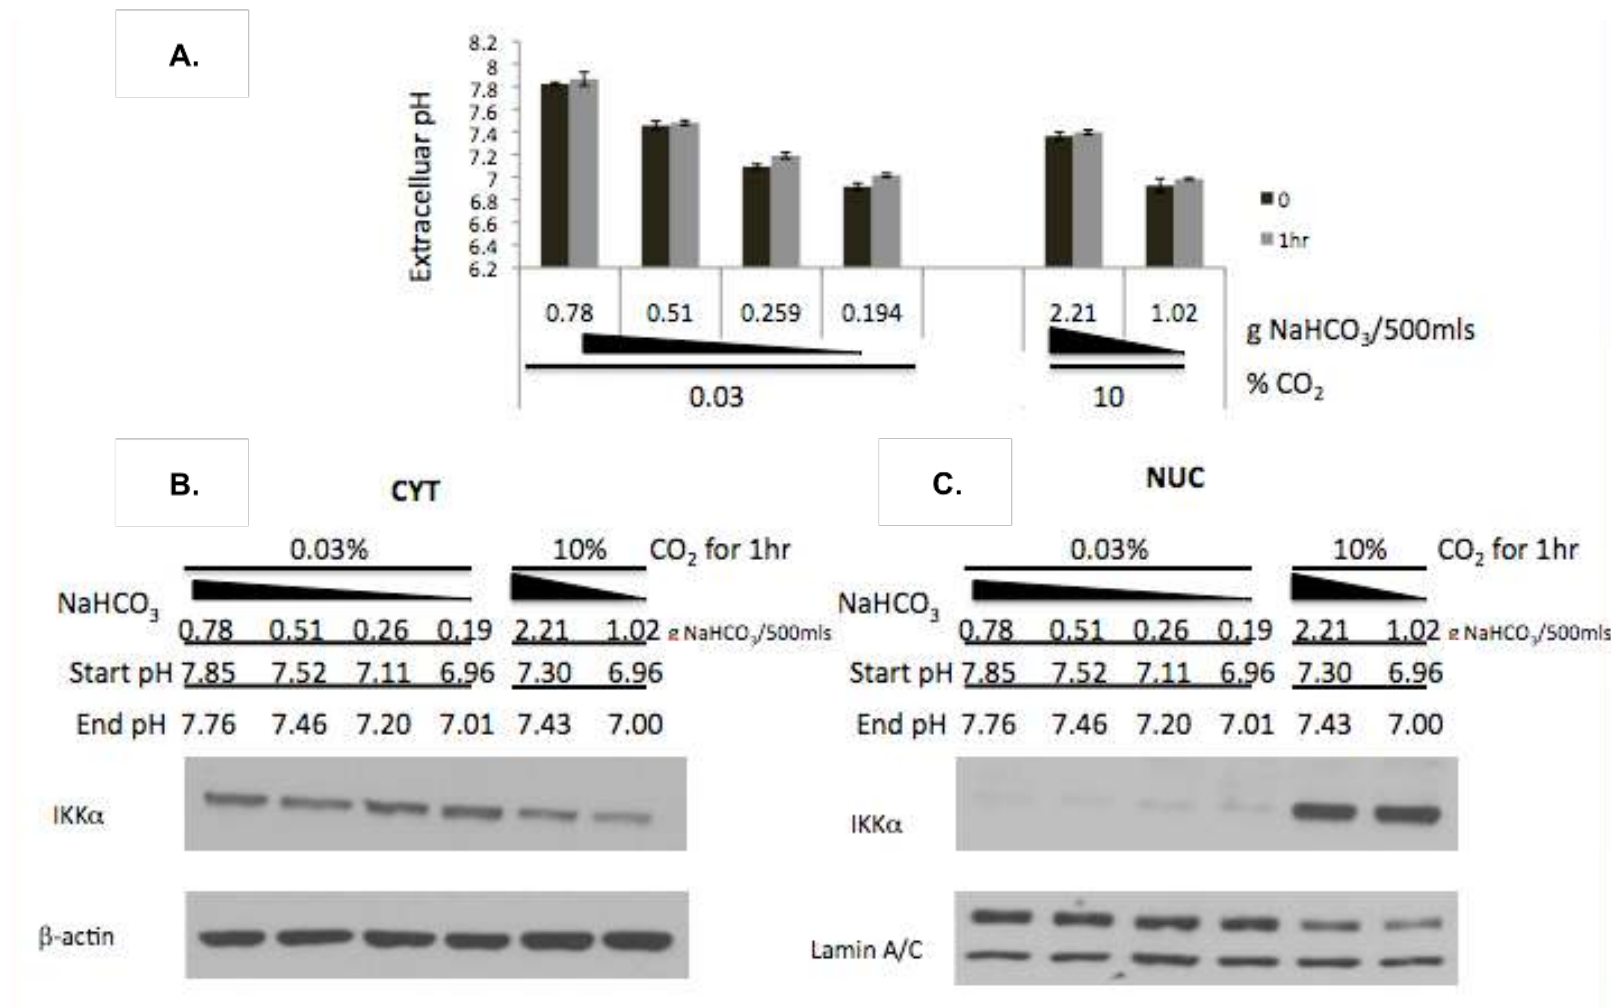 A.
Extracelluar pH
8.2
8
7.8
7.6
7.4
7.2
7
6.8
6.6
6.4
6.2
0
1hr
0.78 0.51 0.259 0.194 2.21 1.02 g NaHCO₃/500mls
0.03 10 % CO₂
B.
CYT
0.03% 10% CO₂ for 1hr
NaHCO₃
0.78 0.51 0.26 0.19 2.21 1.02 g NaHCO₃/500mls
Start pH 7.85 7.52 7.11 6.96 7.30 6.96
End pH 7.76 7.46 7.20 7.01 7.43 7.00
IKKα
β-actin
C.
NUC
0.03% 10% CO₂ for 1hr
NaHCO₃
0.78 0.51 0.26 0.19 2.21 1.02 g NaHCO₃/500mls
Start pH 7.85 7.52 7.11 6.96 7.30 6.96
End pH 7.76 7.46 7.20 7.01 7.43 7.00
IKKα
Lamin A/C